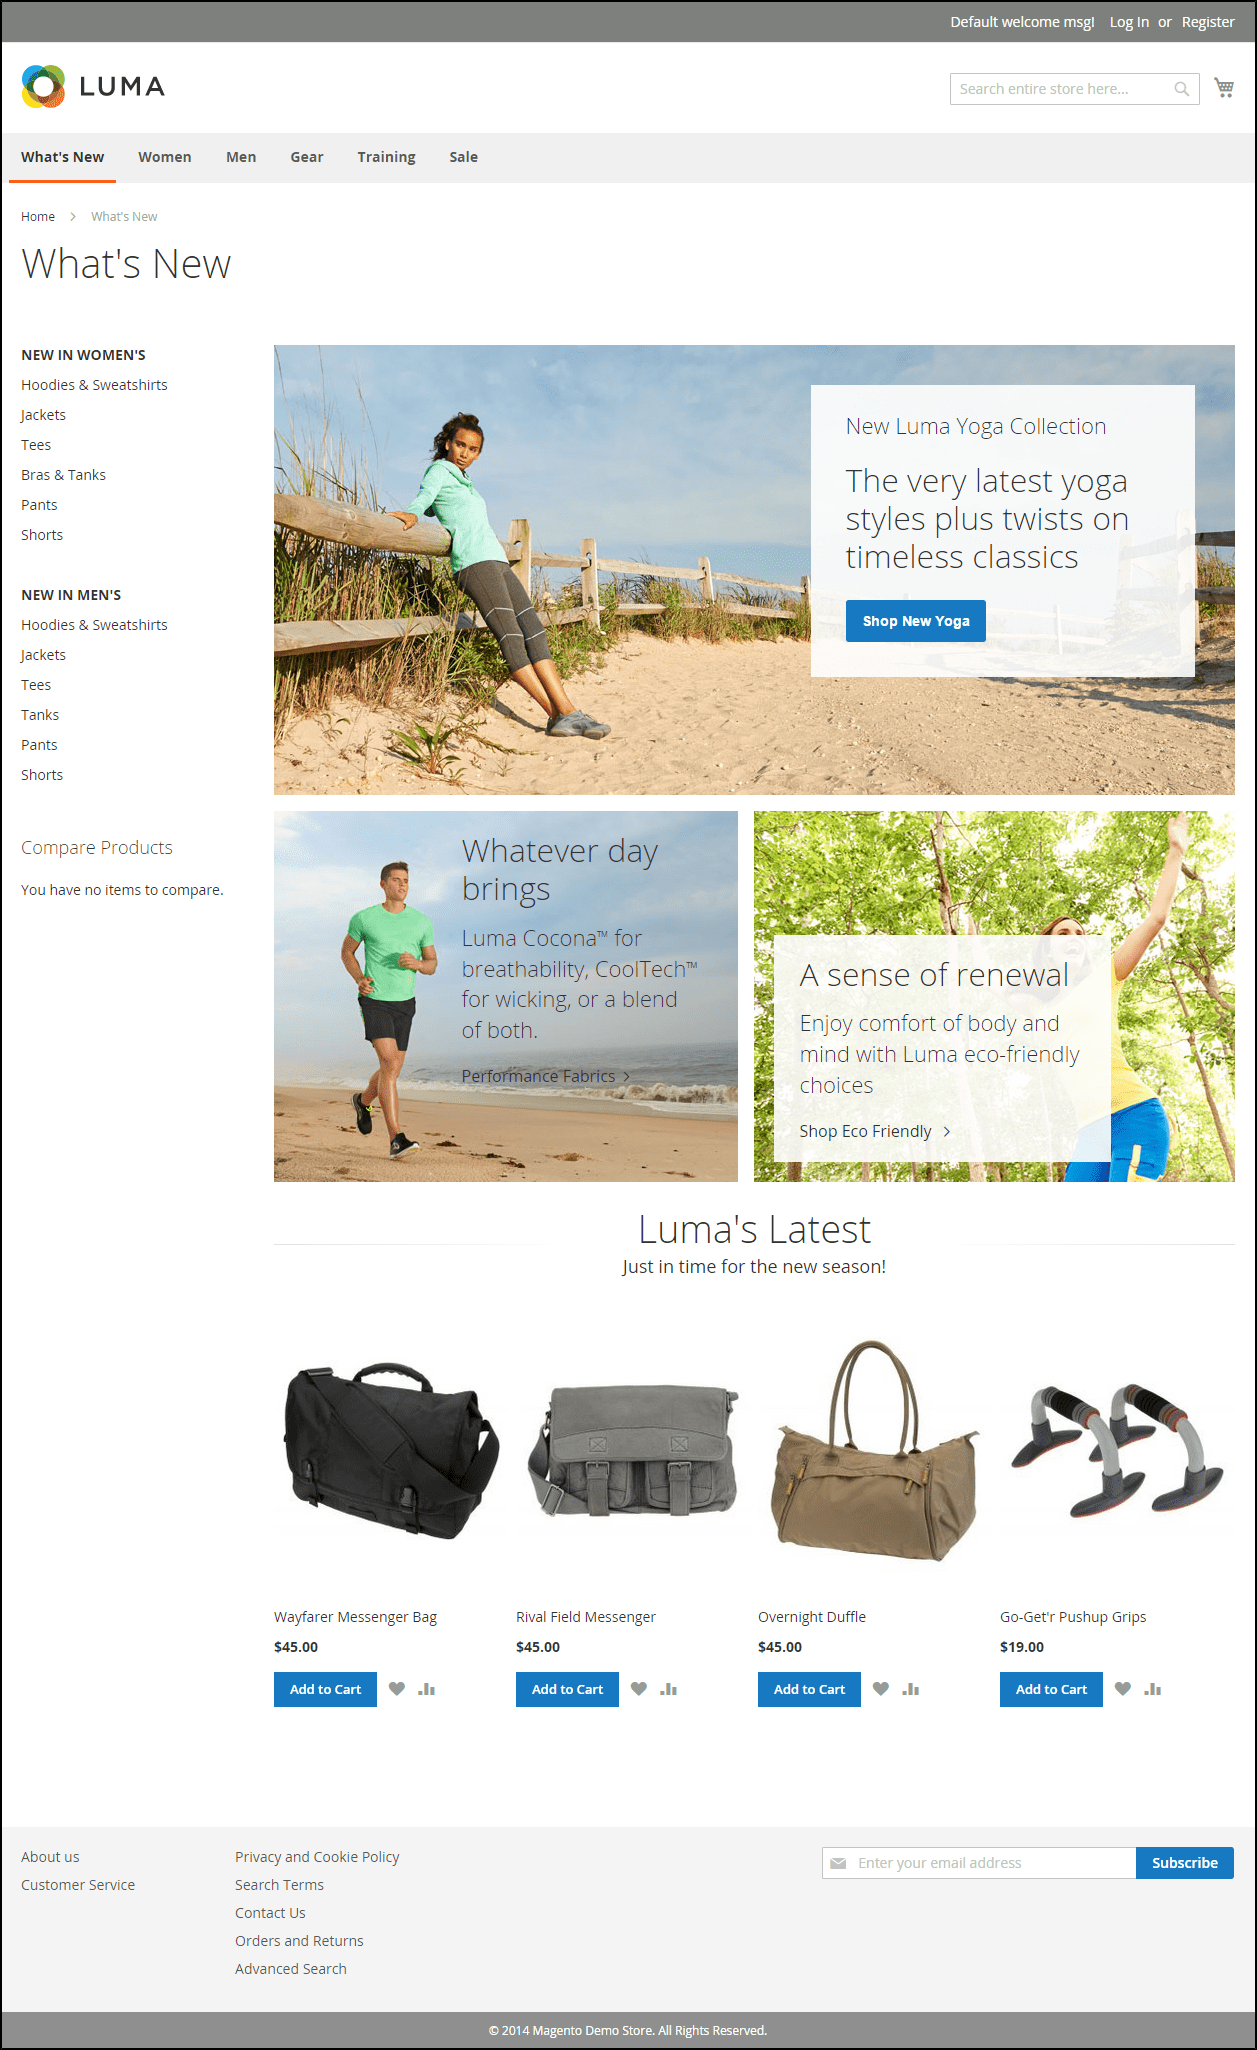 Default welcome msg! Log In or Register
LUMA
Search entire store here...
What's New Women Men Gear Training Sale
Home > What's New
What's New
NEW IN WOMEN'S
Hoodies & Sweatshirts
Jackets
Tees
Bras & Tanks
Pants
Shorts
NEW IN MEN'S
Hoodies & Sweatshirts
Jackets
Tees
Tanks
Pants
Shorts
Compare Products
You have no items to compare.
New Luma Yoga Collection
The very latest yoga
styles plus twists on
timeless classics
Shop New Yoga
Whatever day
brings
Luma Cocona™ for
breathability, CoolTech™
for wicking, or a blend
of both.
Performance Fabrics >
A sense of renewal
Enjoy comfort of body and
mind with Luma eco-friendly
choices
Shop Eco Friendly >
Luma's Latest
Just in time for the new season!
Wayfarer Messenger Bag
$45.00
Add to Cart
Rival Field Messenger
$45.00
Add to Cart
Overnight Duffle
$45.00
Add to Cart
Go-Get'r Pushup Grips
$19.00
Add to Cart
About us
Customer Service
Privacy and Cookie Policy
Search Terms
Contact Us
Orders and Returns
Advanced Search
Enter your email address
Subscribe
© 2014 Magento Demo Store. All Rights Reserved.